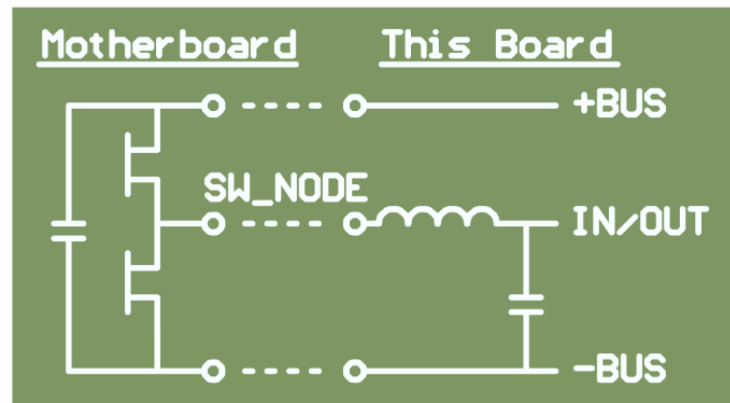 Motherboard This Board
+BUS
SW_NODE
IN/OUT
-BUS